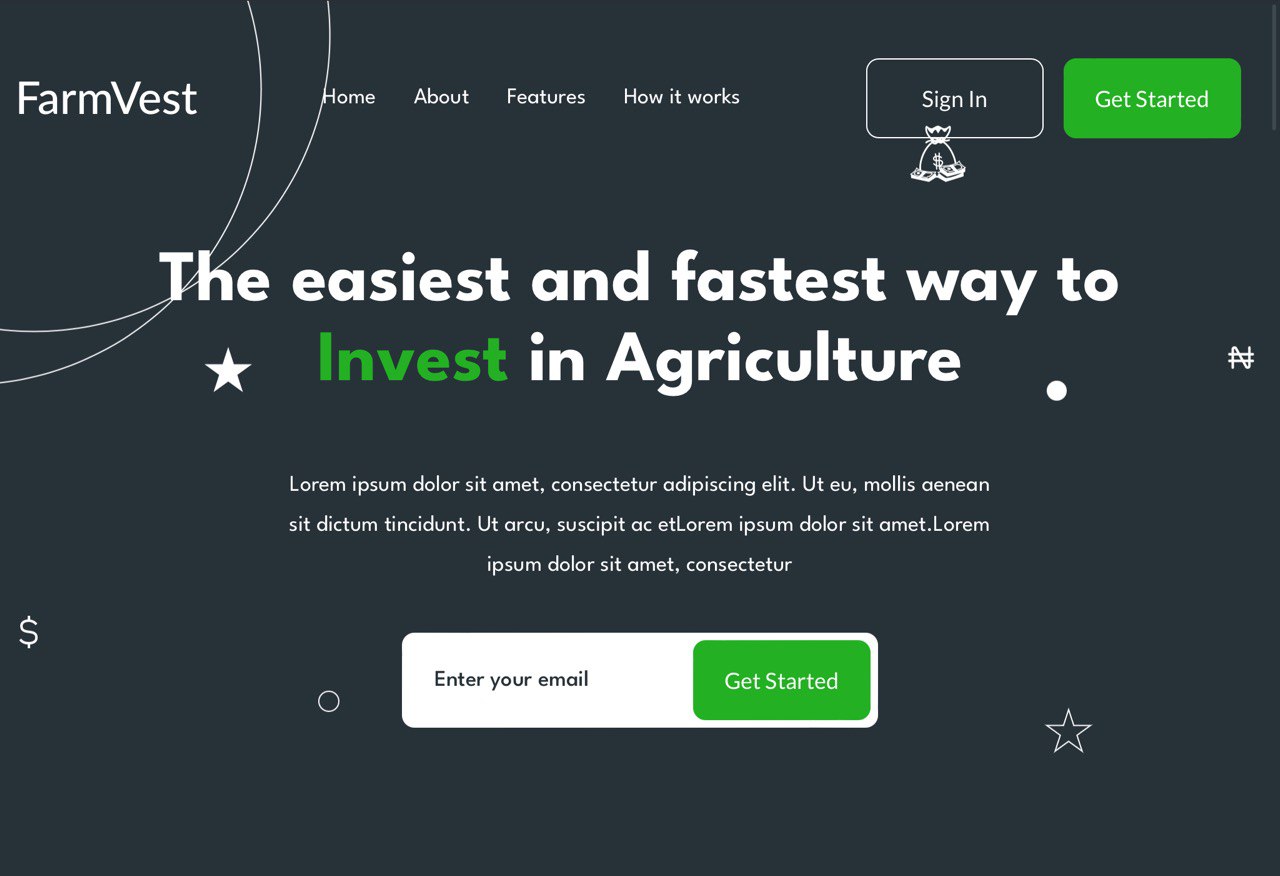 FarmVest
Home About Features How it works
Sign In
Get Started
$
The easiest and fastest way to
Invest in Agriculture
₦
Lorem ipsum dolor sit amet, consectetur adipiscing elit. Ut eu, mollis aenean
sit dictum tincidunt. Ut arcu, suscipit ac etLorem ipsum dolor sit amet.Lorem
ipsum dolor sit amet, consectetur
$
Enter your email
Get Started